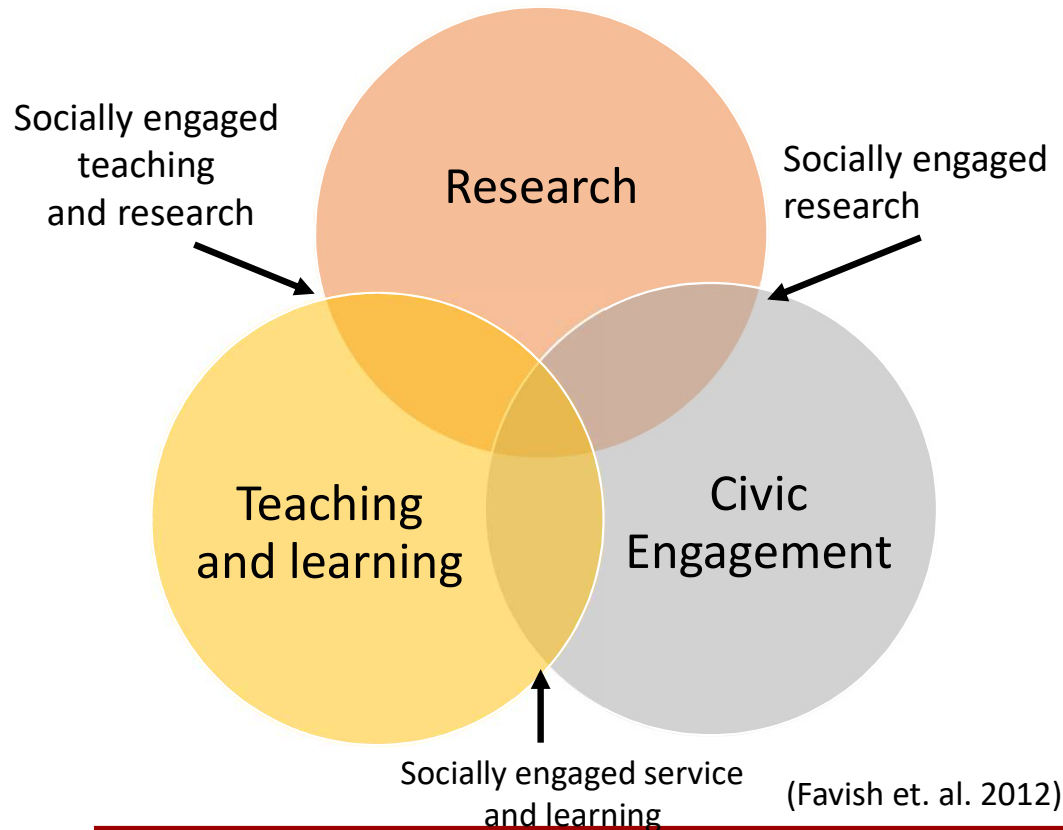 Socially engaged
teaching
and research
Research
Socially engaged
research
Teaching
and learning
Civic
Engagement
Socially engaged service
and learning
(Favish et. al. 2012)